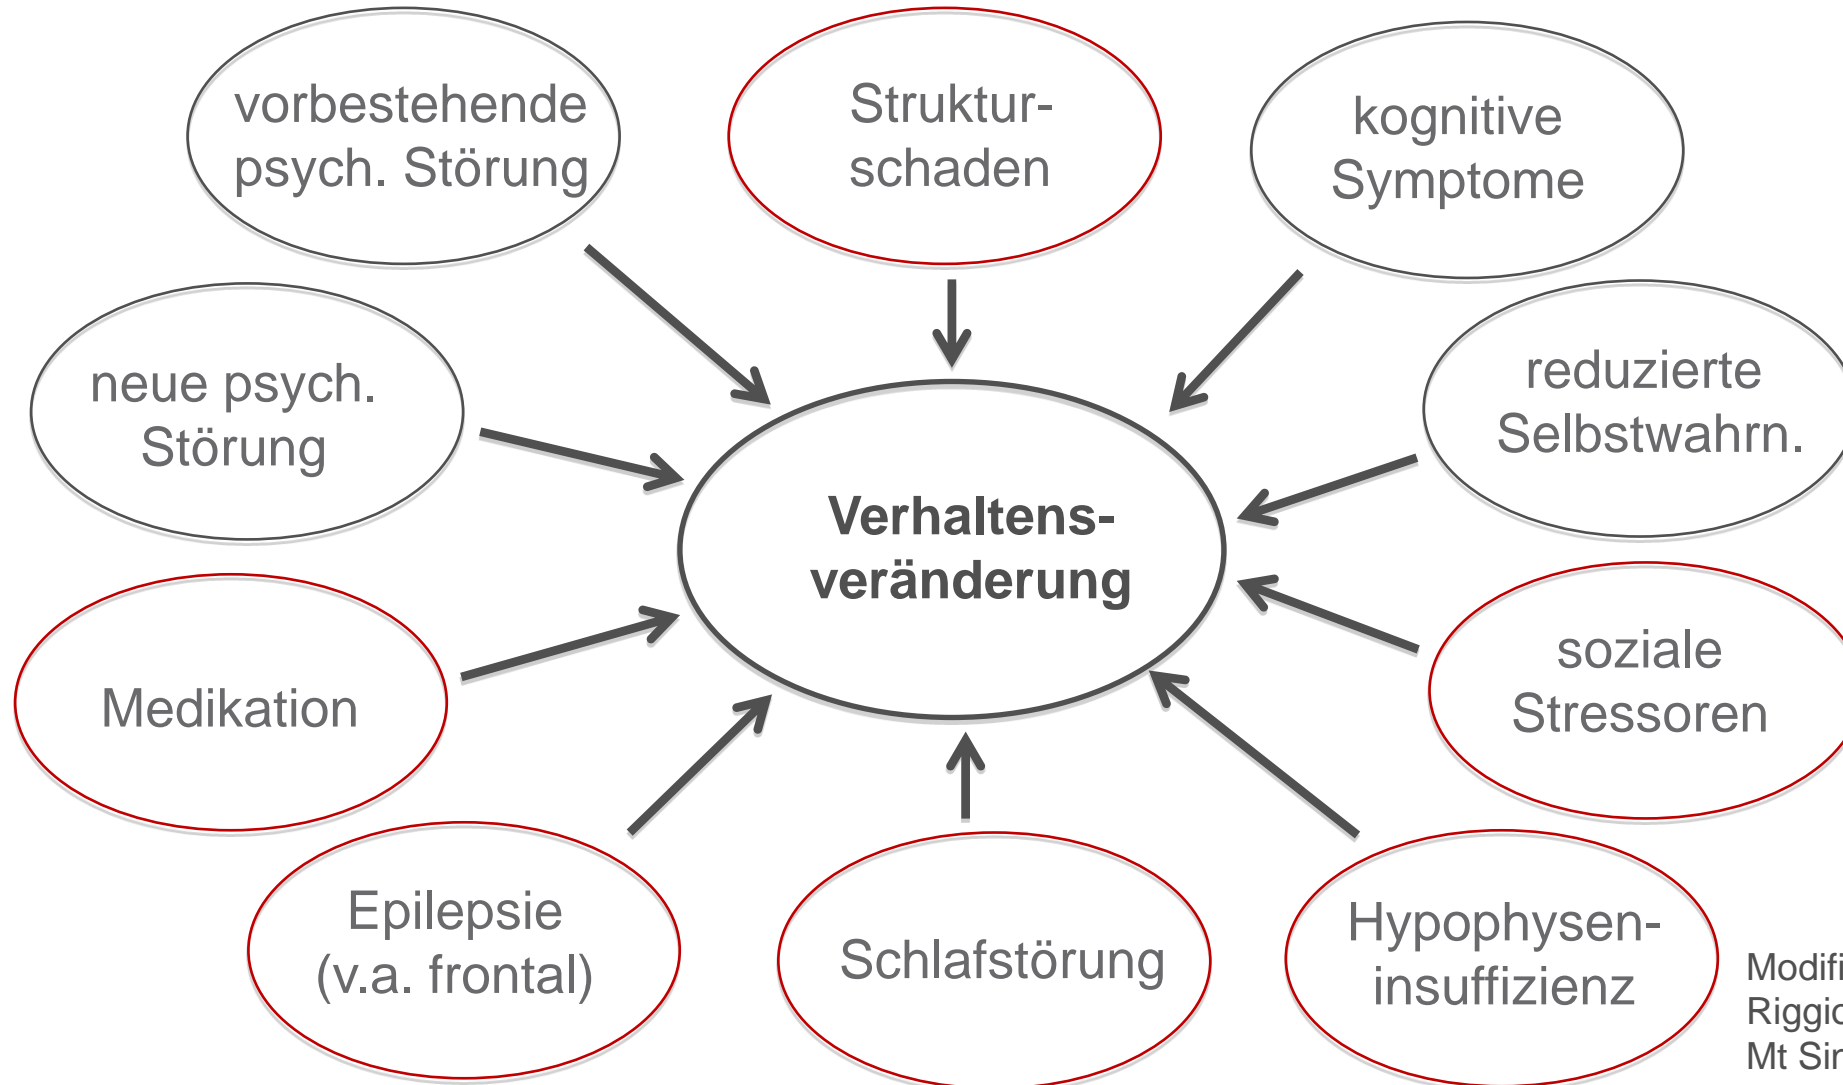 vorbestehende
psych. Störung
Struktur-
schaden
kognitive
Symptome
neue psych.
Störung
reduzierte
Selbstwahrn.
Verhaltens-
veränderung
Medikation
soziale
Stressoren
Epilepsie
(v.a. frontal)
Schlafstörung
Hypophysen-
insuffizienz
Mt